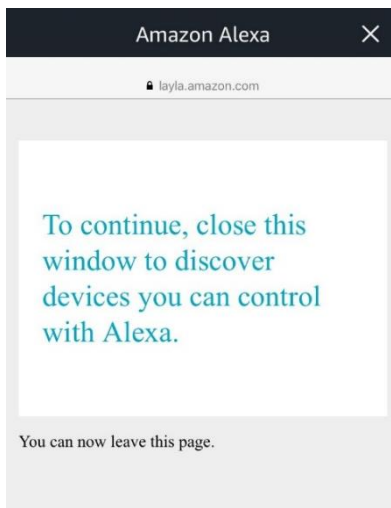 Amazon Alexa
layla.amazon.com
To continue, close this
window to discover
devices you can control
with Alexa.
You can now leave this page.